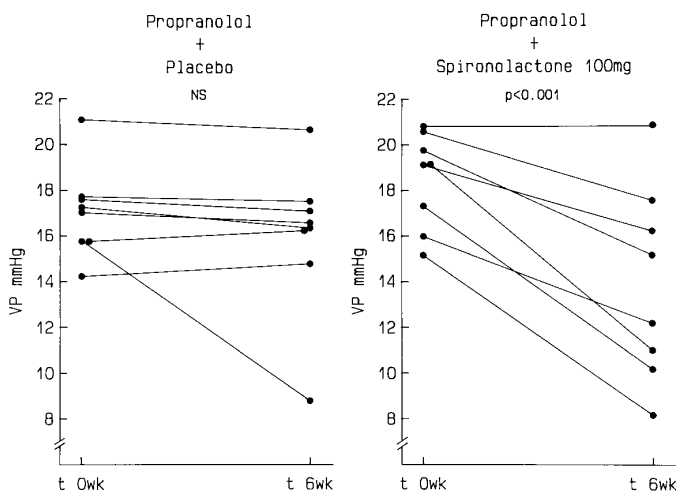 Propranolol
+
Placebo
NS
22
20
18
16
14
12
10
8
VP mmHg
t 0wk
t 6wk
Propranolol
+
Spironolactone 100mg
p<0.001
22
20
18
16
14
12
10
8
VP mmHg
t 0wk
t 6wk